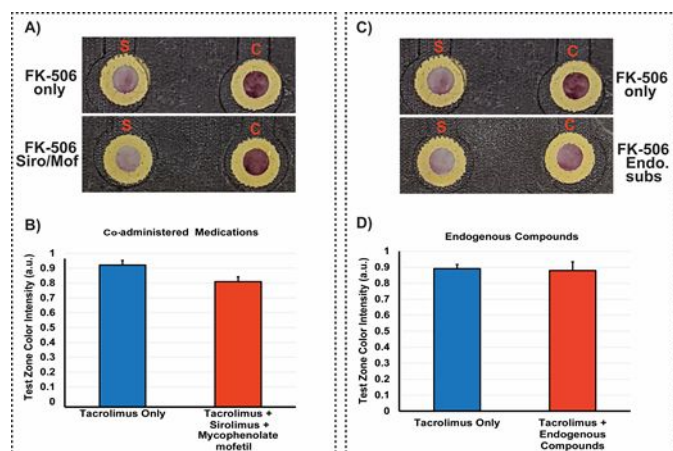 A)
S
C
FK-506
only
FK-506
Siro/Mof
B)
Co-administered Medications
Test Zone Color Intensity (a.u.)
1
0.9
0.8
0.7
0.6
0.5
0.4
0.3
0.2
0.1
0
Tacrolimus Only
Tacrolimus +
Sirolimus +
Mycophenolate
mofetil
C)
S
C
FK-506
only
S
C
FK-506
Endo.
subs
D)
Endogenous Compounds
Test Zone Color Intensity (a.u.)
1
0.9
0.8
0.7
0.6
0.5
0.4
0.3
0.2
0.1
0
Tacrolimus Only
Tacrolimus +
Endogenous
Compounds
S
C